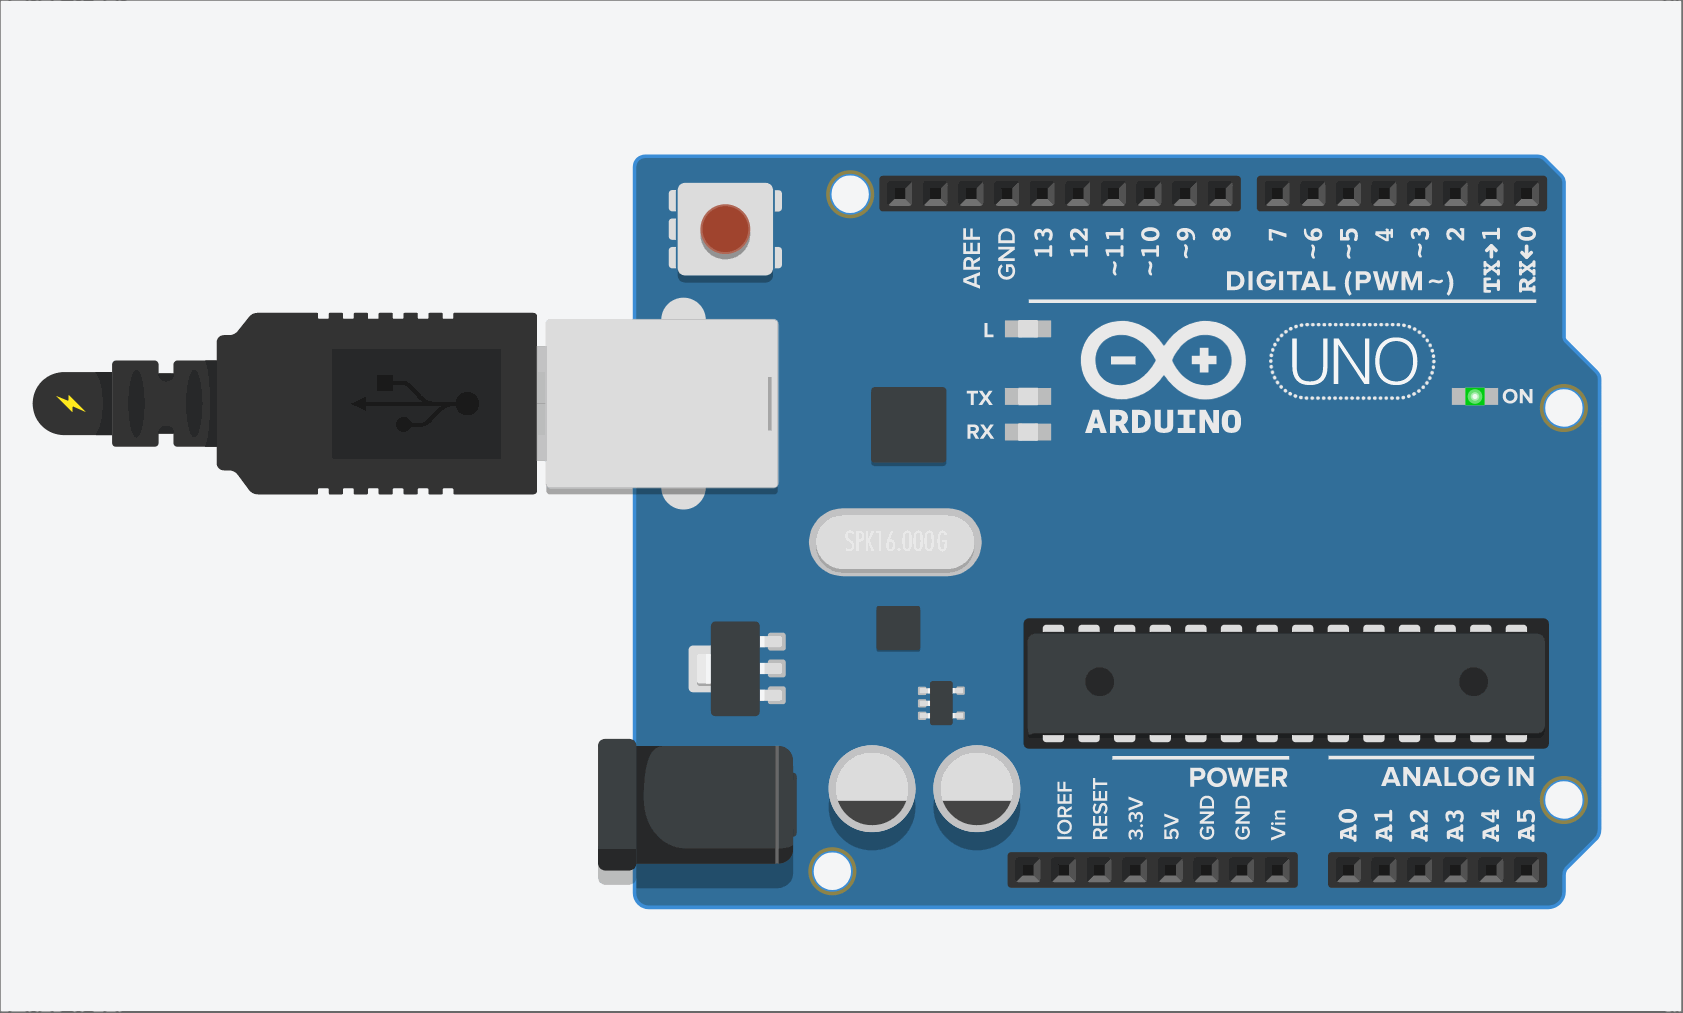 AREF
GND
13
12
~11
~10
~9
8
7
~6
~5
4
~3
2
TX→1
RX←0
DIGITAL (PWM ~)
L
TX
RX
ARDUINO
UNO
ON
SPK16.000G
POWER
ANALOG IN
IOREF
RESET
3.3V
5V
GND
GND
Vin
A0
A1
A2
A3
A4
A5